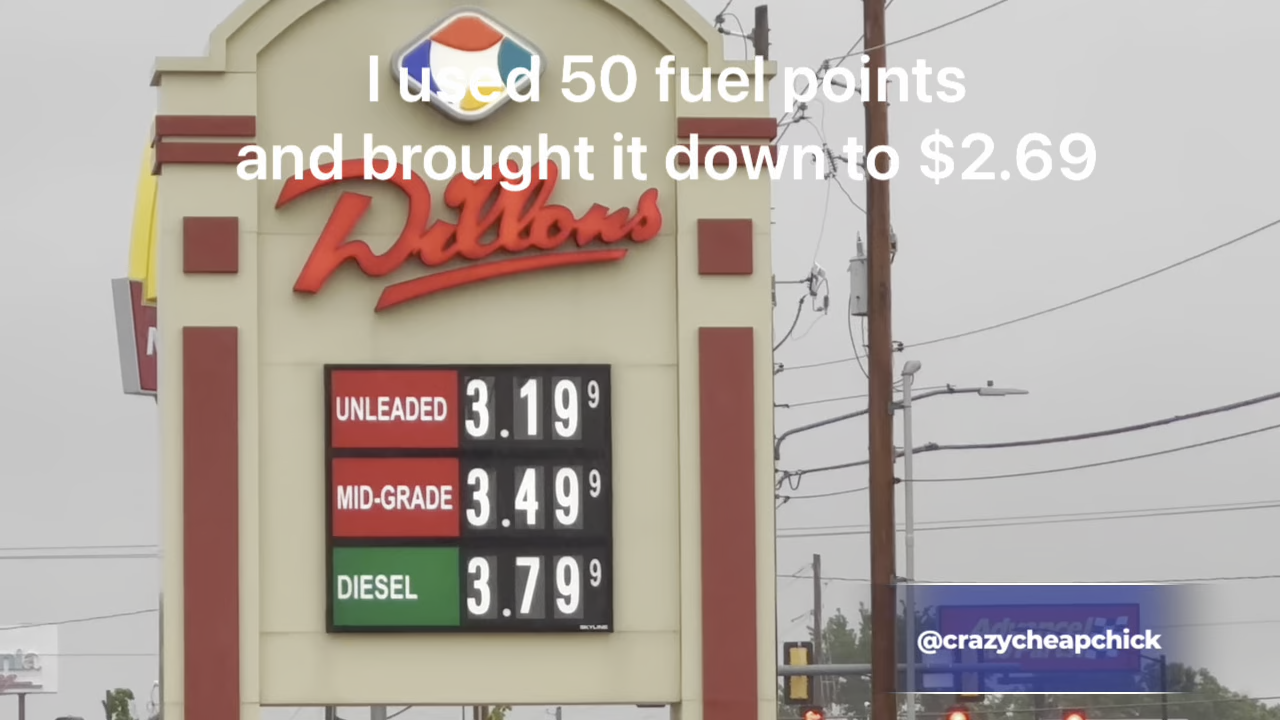 I used 50 fuel points
and brought it down to $2.69
Dillons
UNLEADED 3.19 9
MID-GRADE 3.49 9
DIESEL 3.79 9
SKYLINE
@crazycheapchick